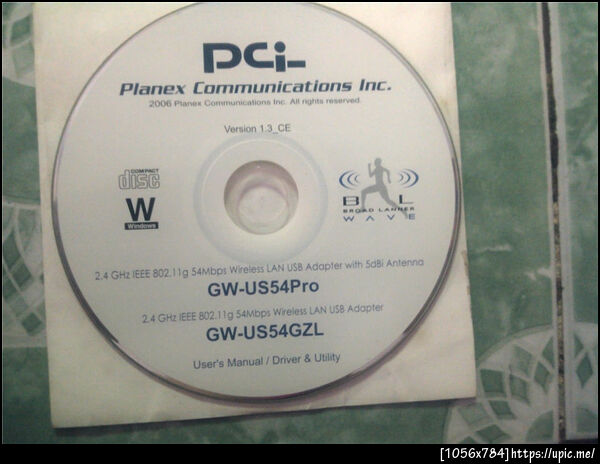 PCi
Planex Communications Inc.
2006 Planex Communications Inc. All rights reserved.
Version 1.3_CE
COMPACT
disc
W
Windows
B L
BROAD LANNER
WAVE
2.4 GHz IEEE 802.11g 54Mbps Wireless LAN USB Adapter with 5dBi Antenna
GW-US54Pro
2.4 GHz IEEE 802.11g 54Mbps Wireless LAN USB Adapter
GW-US54GZL
User's Manual / Driver & Utility
[1056x784]https://upic.me/